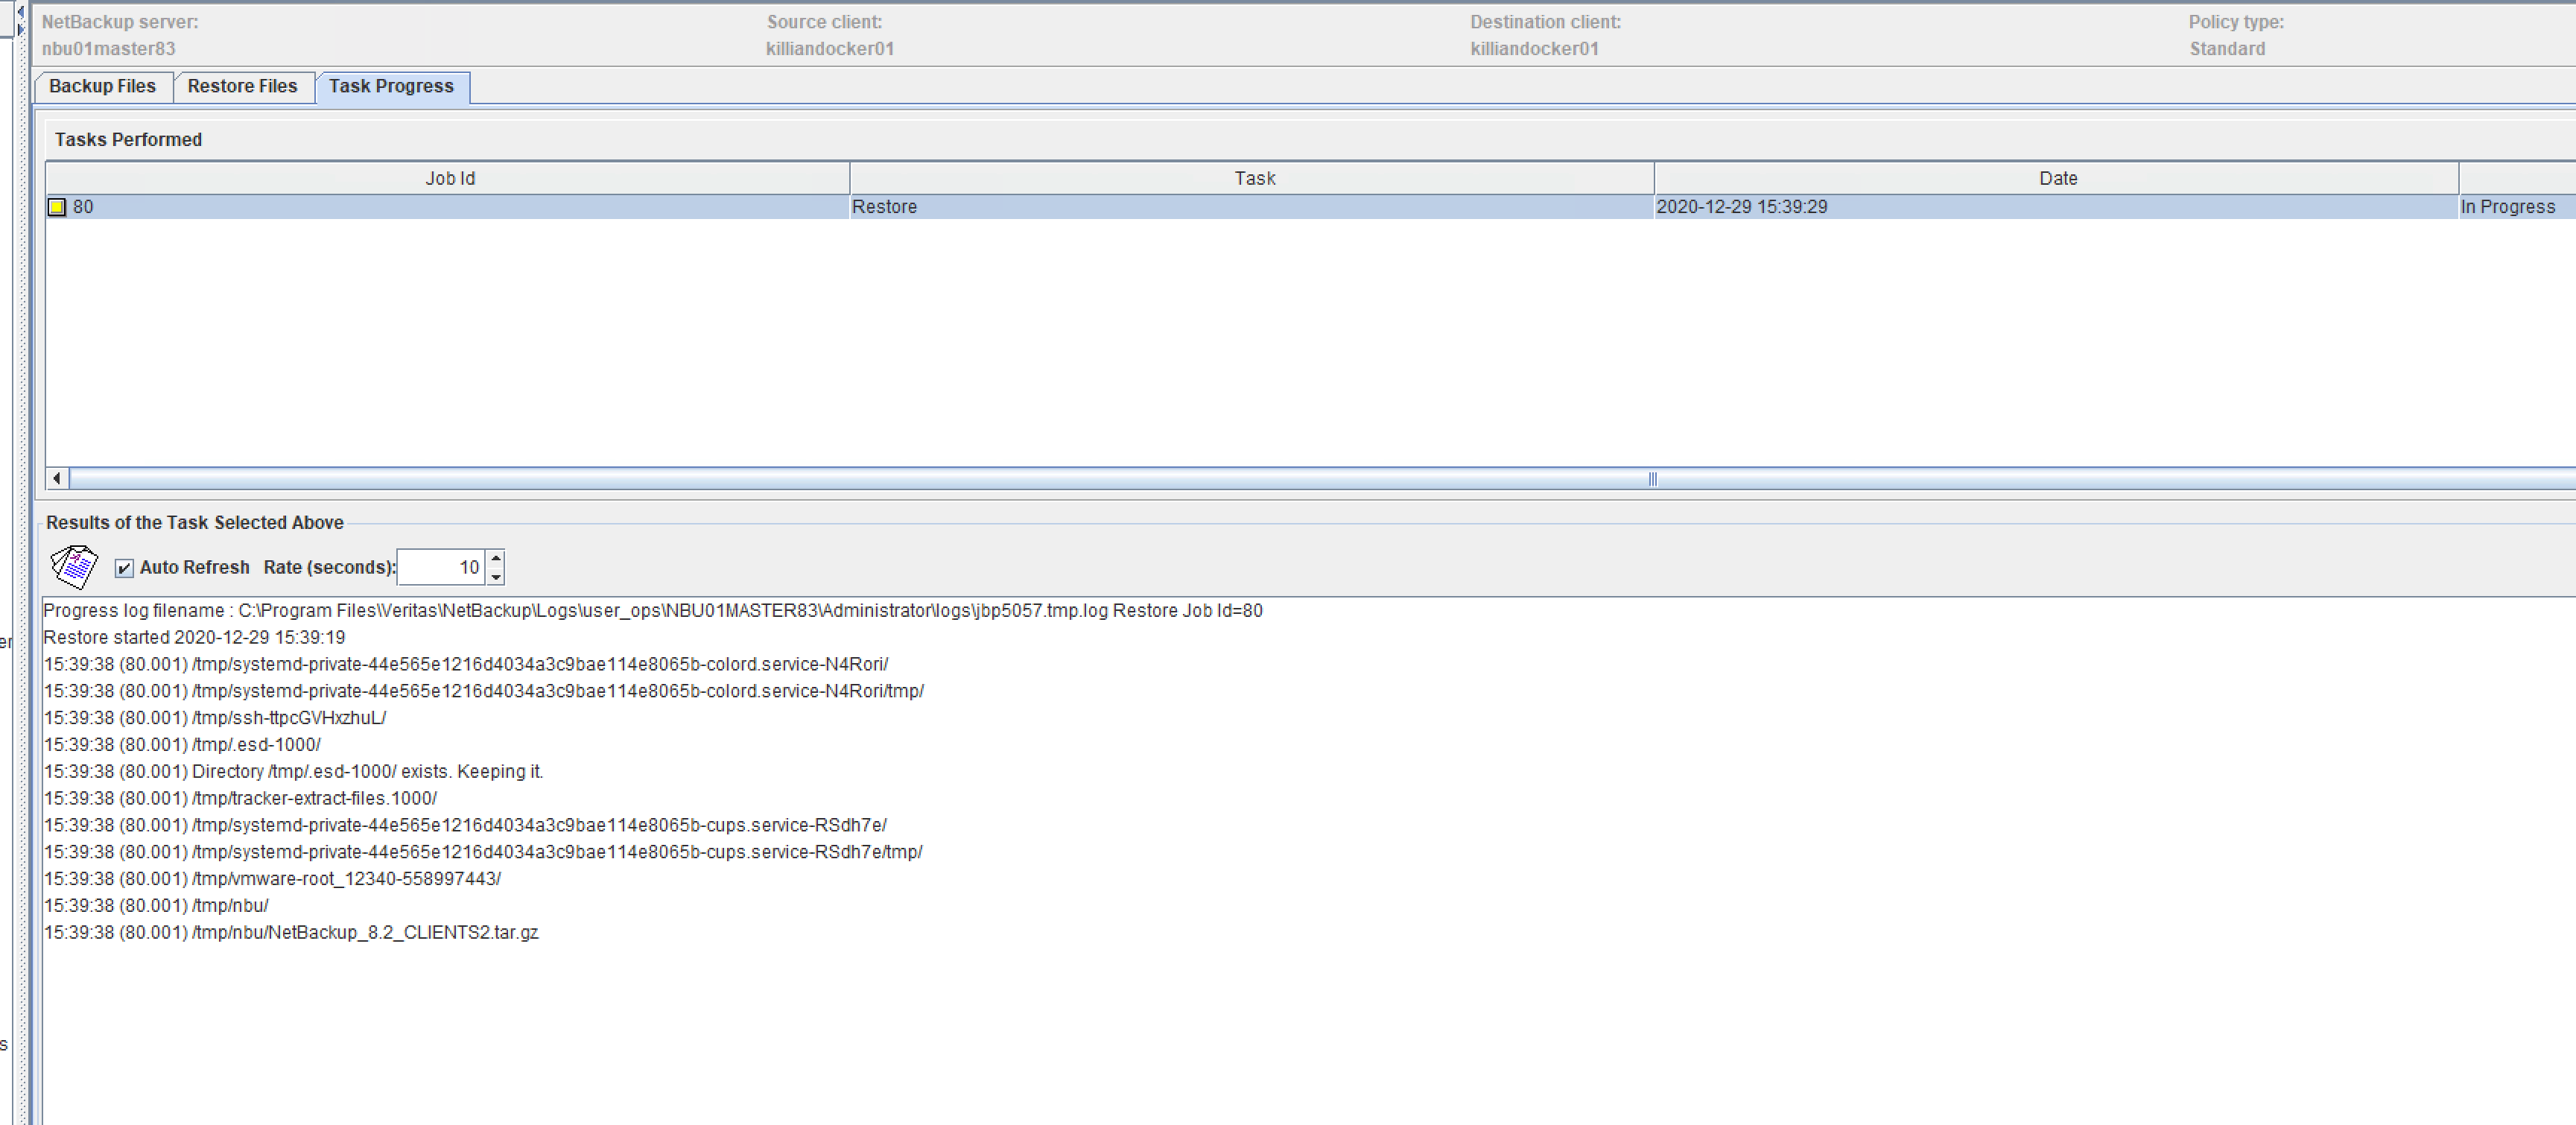 NetBackup server: Source client: Destination client: Policy type:
nbu01master83 killiandocker01 killiandocker01 Standard
Backup Files Restore Files Task Progress
Tasks Performed
Job Id Task Date
80 Restore 2020-12-29 15:39:29 In Progress
Results of the Task Selected Above
Auto Refresh Rate (seconds): 10
Progress log filename : C:\Program Files\Veritas\NetBackup\Logs\user_ops\NBU01MASTER83\Administrator\logs\jbp5057.tmp.log Restore Job Id=80
Restore started 2020-12-29 15:39:19
er
15:39:38 (80.001) /tmp/systemd-private-44e565e1216d4034a3c9bae114e8065b-colord.service-N4Rori/
15:39:38 (80.001) /tmp/systemd-private-44e565e1216d4034a3c9bae114e8065b-colord.service-N4Rori/tmp/
15:39:38 (80.001) /tmp/ssh-ttpcGVHxzhuL/
15:39:38 (80.001) /tmp/.esd-1000/
15:39:38 (80.001) Directory /tmp/.esd-1000/ exists. Keeping it.
15:39:38 (80.001) /tmp/tracker-extract-files.1000/
15:39:38 (80.001) /tmp/systemd-private-44e565e1216d4034a3c9bae114e8065b-cups.service-RSdh7e/
15:39:38 (80.001) /tmp/systemd-private-44e565e1216d4034a3c9bae114e8065b-cups.service-RSdh7e/tmp/
15:39:38 (80.001) /tmp/vmware-root_12340-558997443/
15:39:38 (80.001) /tmp/nbu/
15:39:38 (80.001) /tmp/nbu/NetBackup_8.2_CLIENTS2.tar.gz
s